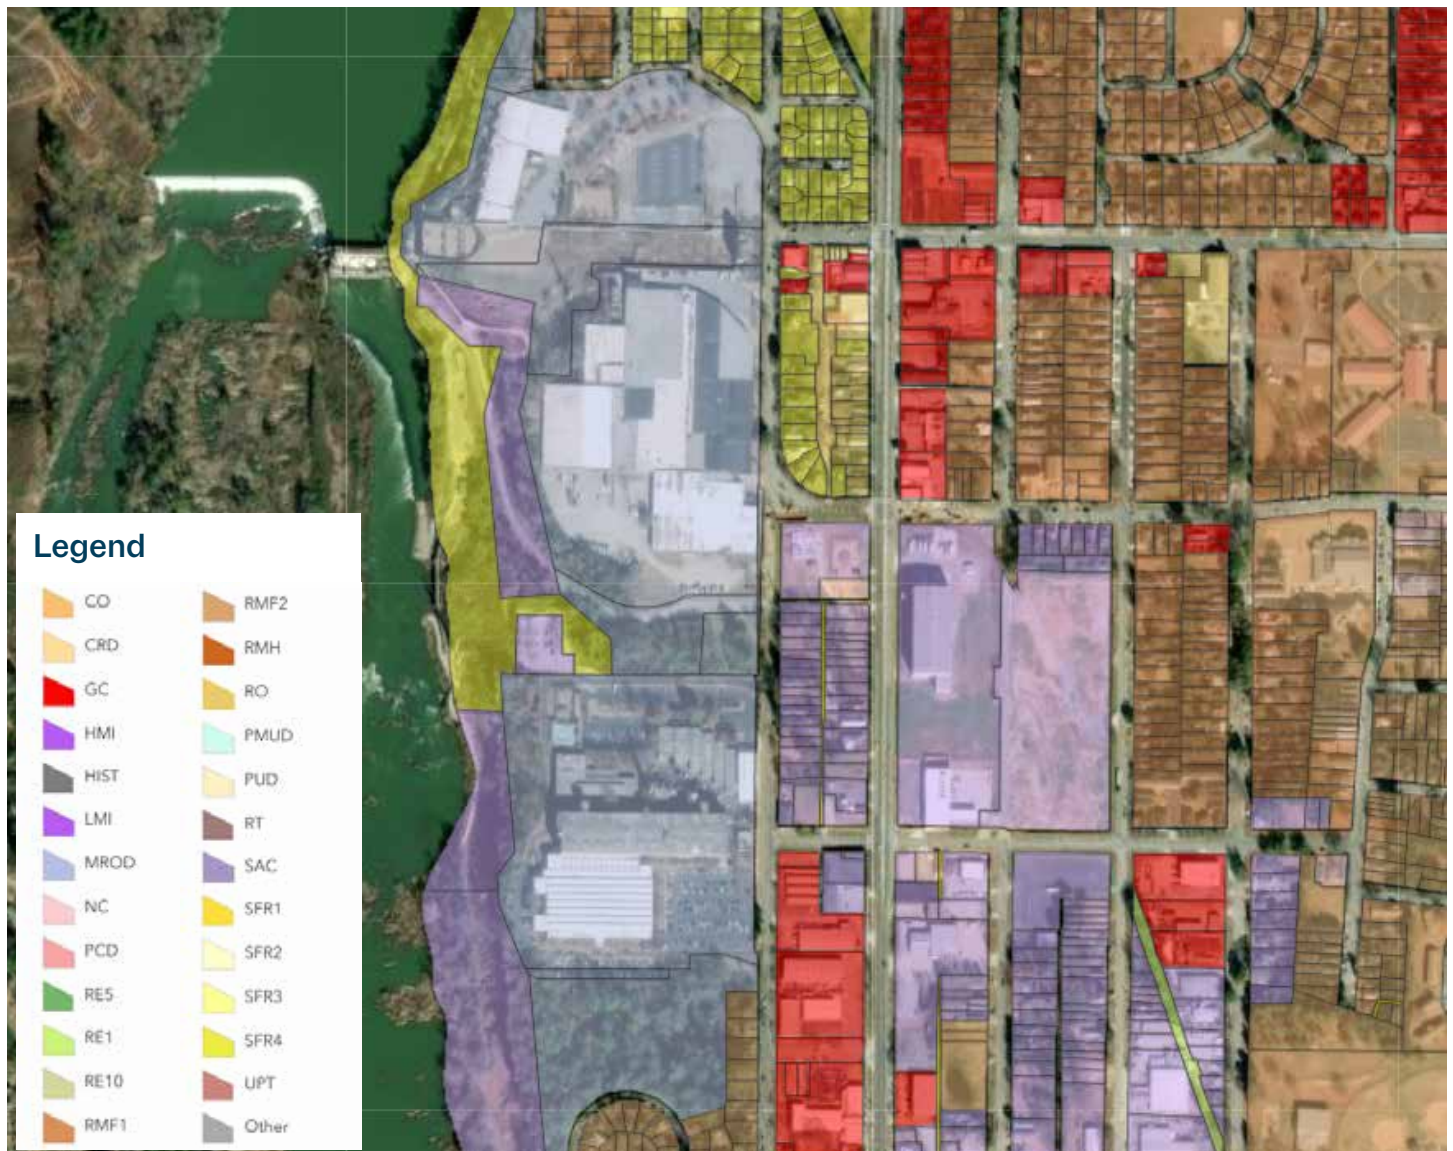 Legend
CO
CRD
GC
HMI
HIST
LMI
MROD
NC
PCD
RE5
RE1
RE10
RMF1
RMF2
RMH
RO
PMUD
PUD
RT
SAC
SFR1
SFR2
SFR3
SFR4
UPT
Other